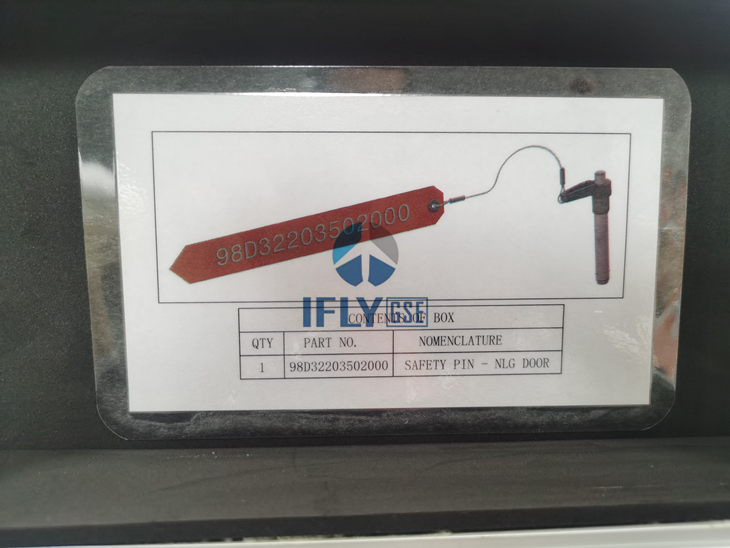 98D32203502000
IFLY GSE
CONTENTS OF BOX
QTY PART NO. NOMENCLATURE
1 98D32203502000 SAFETY PIN - NLG DOOR